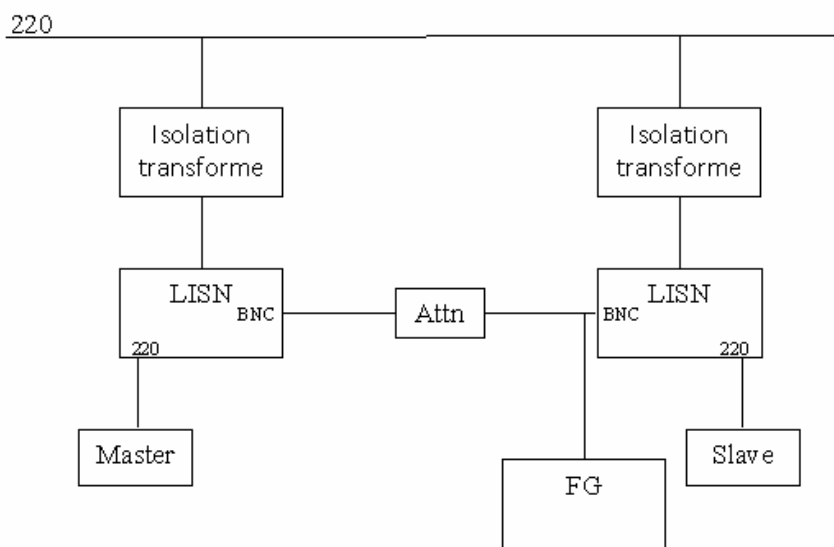 220
Isolation
transforme
Isolation
transforme
LISN
BNC
220
Attn
LISN
BNC
220
Master
Slave
FG